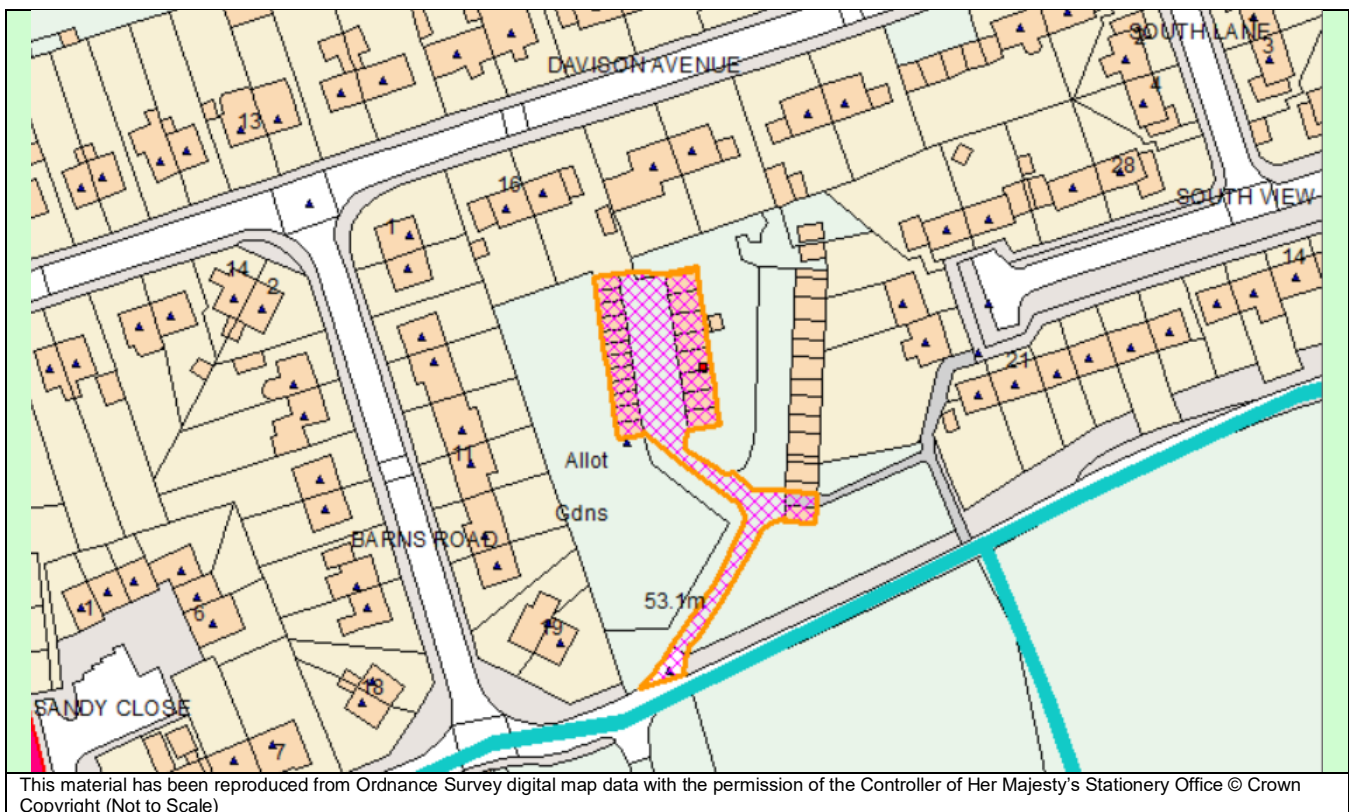 SOUTH LANE
2
3
DAVISON AVENUE
4
13
28
16
SOUTH VIEW
1
14
14
2
21
11
Allot
Gdns
BARNS ROAD
53.1m
1
6
19
18
SANDY CLOSE
7
This material has been reproduced from Ordnance Survey digital map data with the permission of the Controller of Her Majesty's Stationery Office © Crown
Copyright (Not to Scale)